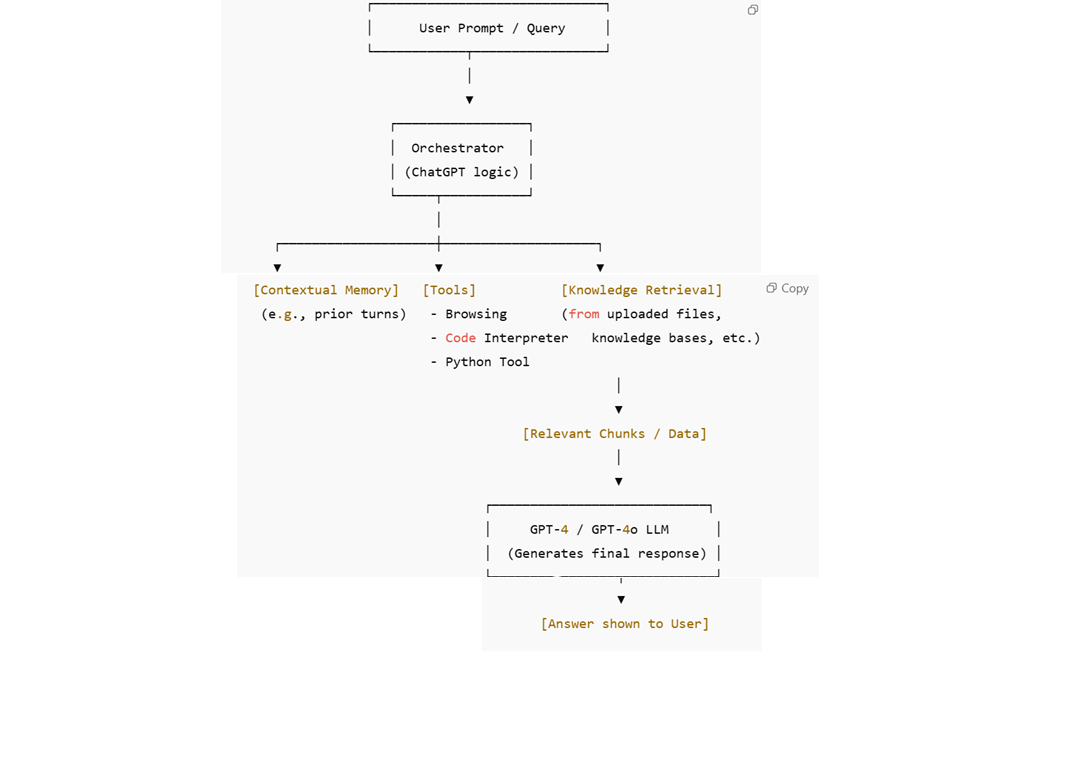 User Prompt / Query
Orchestrator
(ChatGPT logic)
[Contextual Memory] [Tools] [Knowledge Retrieval] Copy
(e.g., prior turns) - Browsing (from uploaded files,
- Code Interpreter knowledge bases, etc.)
- Python Tool
[Relevant Chunks / Data]
GPT-4 / GPT-4o LLM
(Generates final response)
[Answer shown to User]